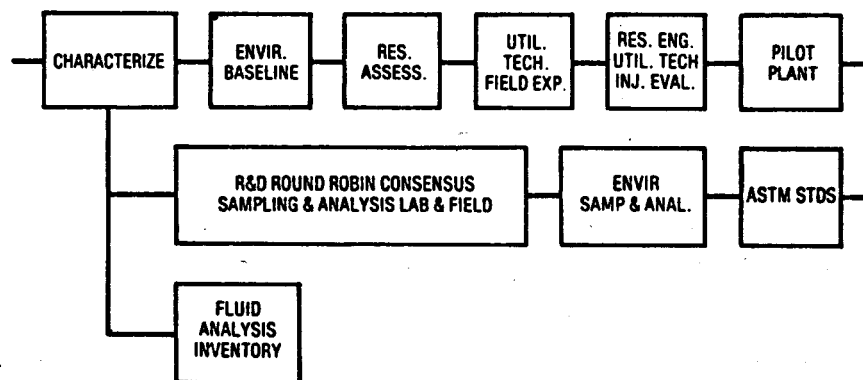 CHARACTERIZE
ENVIR.
BASELINE
RES.
ASSESS.
UTIL.
TECH.
FIELD EXP.
RES. ENG.
UTIL. TECH
INJ. EVAL.
PILOT
PLANT
R&D ROUND ROBIN CONSENSUS
SAMPLING & ANALYSIS LAB & FIELD
ENVIR
SAMP & ANAL.
ASTM STDS
FLUID
ANALYSIS
INVENTORY